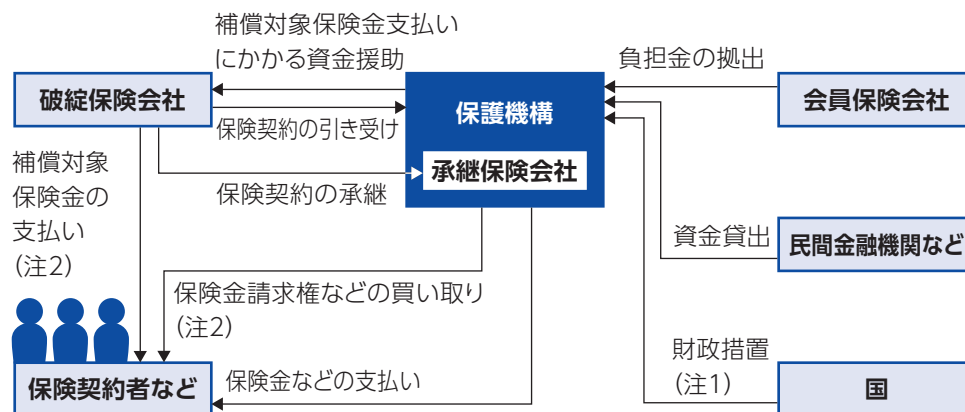 補償対象保険金支払い
にかかる資金援助
負担金の拠出
破綻保険会社
保護機構
会員保険会社
保険契約の引き受け
承継保険会社
補償対象
保険金の
支払い
(注2)
保険契約の承継
資金貸出
民間金融機関など
保険金請求権などの買い取り
(注2)
財政措置
(注1)
保険契約者など
保険金などの支払い
国